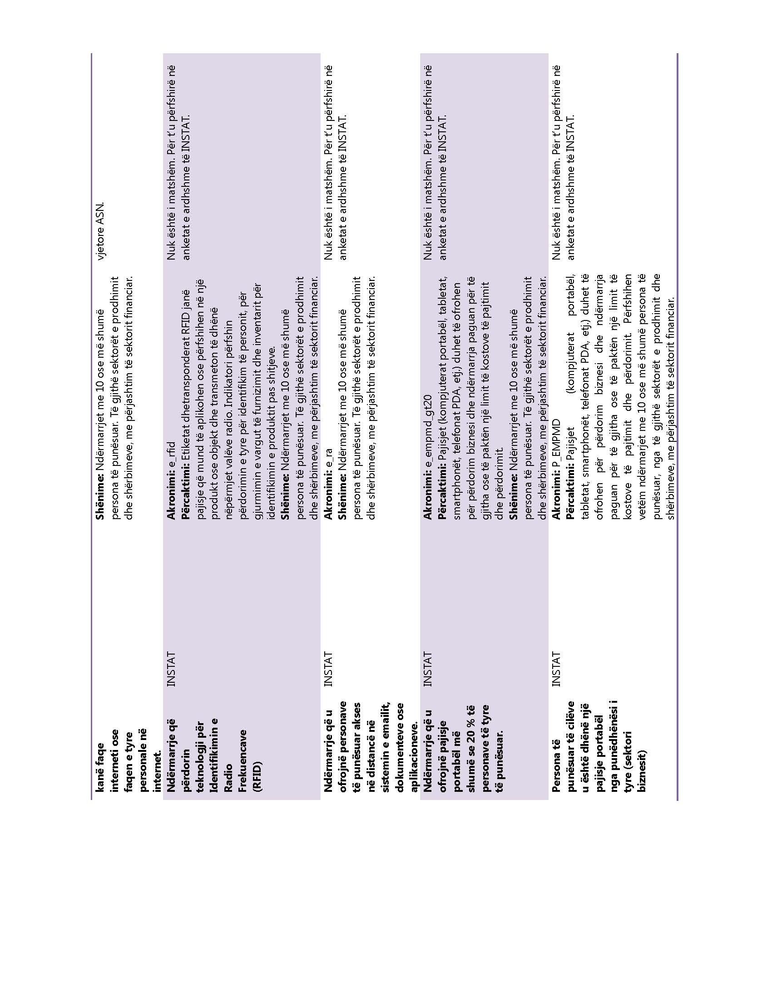 kanë faqe
interneti ose
faqen e tyre
personale në
internet.
Shënime: Ndërmarrjet me 10 ose më shumë
persona të punësuar. Të gjithë sektorët e prodhimit
dhe shërbimeve, me përjashtim të sektorit financiar.
vjetore ASN.
Ndërmarrje që
përdorin
teknologji për
Identifikimin e
Radio
Frekuencave
(RFID)
INSTAT
Akronimi: e_rfid
Përcaktimi: Etiketat dhetransponderat RFID janë
pajisje që mund të aplikohen ose përfshihen në një
produkt ose objekt dhe transmeton të dhënë
nëpërmjet valëve radio. Indikatori përfshin
përdorimin e tyre për identifikim të personit, për
gjurmimin e vargut të furnizimit dhe inventarit për
identifikimin e produktit pas shitjeve.
Shënime: Ndërmarrjet me 10 ose më shumë
persona të punësuar. Të gjithë sektorët e prodhimit
dhe shërbimeve, me përjashtim të sektorit financiar.
Nuk është i matshëm. Për t’u përfshirë në
anketat e ardhshme të INSTAT.
Ndërmarrje që u
ofrojnë personave
të punësuar akses
në distancë në
sistemin e emailit,
dokumenteve ose
aplikacioneve.
INSTAT
Akronimi: e_ra
Shënime: Ndërmarrjet me 10 ose më shumë
persona të punësuar. Të gjithë sektorët e prodhimit
dhe shërbimeve, me përjashtim të sektorit financiar.
Nuk është i matshëm. Për t’u përfshirë në
anketat e ardhshme të INSTAT.
Ndërmarrje që u
ofrojnë pajisje
portabël më
shumë se 20 % të
personave të tyre
të punësuar.
INSTAT
Akronimi: e_empmd_gt20
Përcaktimi: Pajisjet (kompjuterat portabël, tabletat,
smartphonët, telefonat PDA, etj.) duhet të ofrohen
për përdorim biznesi dhe ndërmarrja paguan për të
gjitha ose të paktën një limit të kostove të pajtimit
dhe përdorimit.
Shënime: Ndërmarrjet me 10 ose më shumë
persona të punësuar. Të gjithë sektorët e prodhimit
dhe shërbimeve, me përjashtim të sektorit financiar.
Nuk është i matshëm. Për t’u përfshirë në
anketat e ardhshme të INSTAT.
Persona të
punësuar të cilëve
u është dhënë një
pajisje portabël
nga punëdhënësi i
tyre (sektori
biznesit)
INSTAT
Akronimi: P_EMPMD
Përcaktimi: Pajisjet (kompjuterat portabël,
tabletat, smartphonët, telefonat PDA, etj.) duhet të
ofrohen për përdorim biznesi dhe ndërmarrja
paguan për të gjitha ose të paktën një limit të
kostove të pajtimit dhe përdorimit. Përfshihen
vetëm ndërmarjet me 10 ose më shumë persona të
punësuar, nga të gjithë sektorët e prodhimit dhe
shërbimeve, me përjashtim të sektorit financiar.
Nuk është i matshëm. Për t’u përfshirë në
anketat e ardhshme të INSTAT.